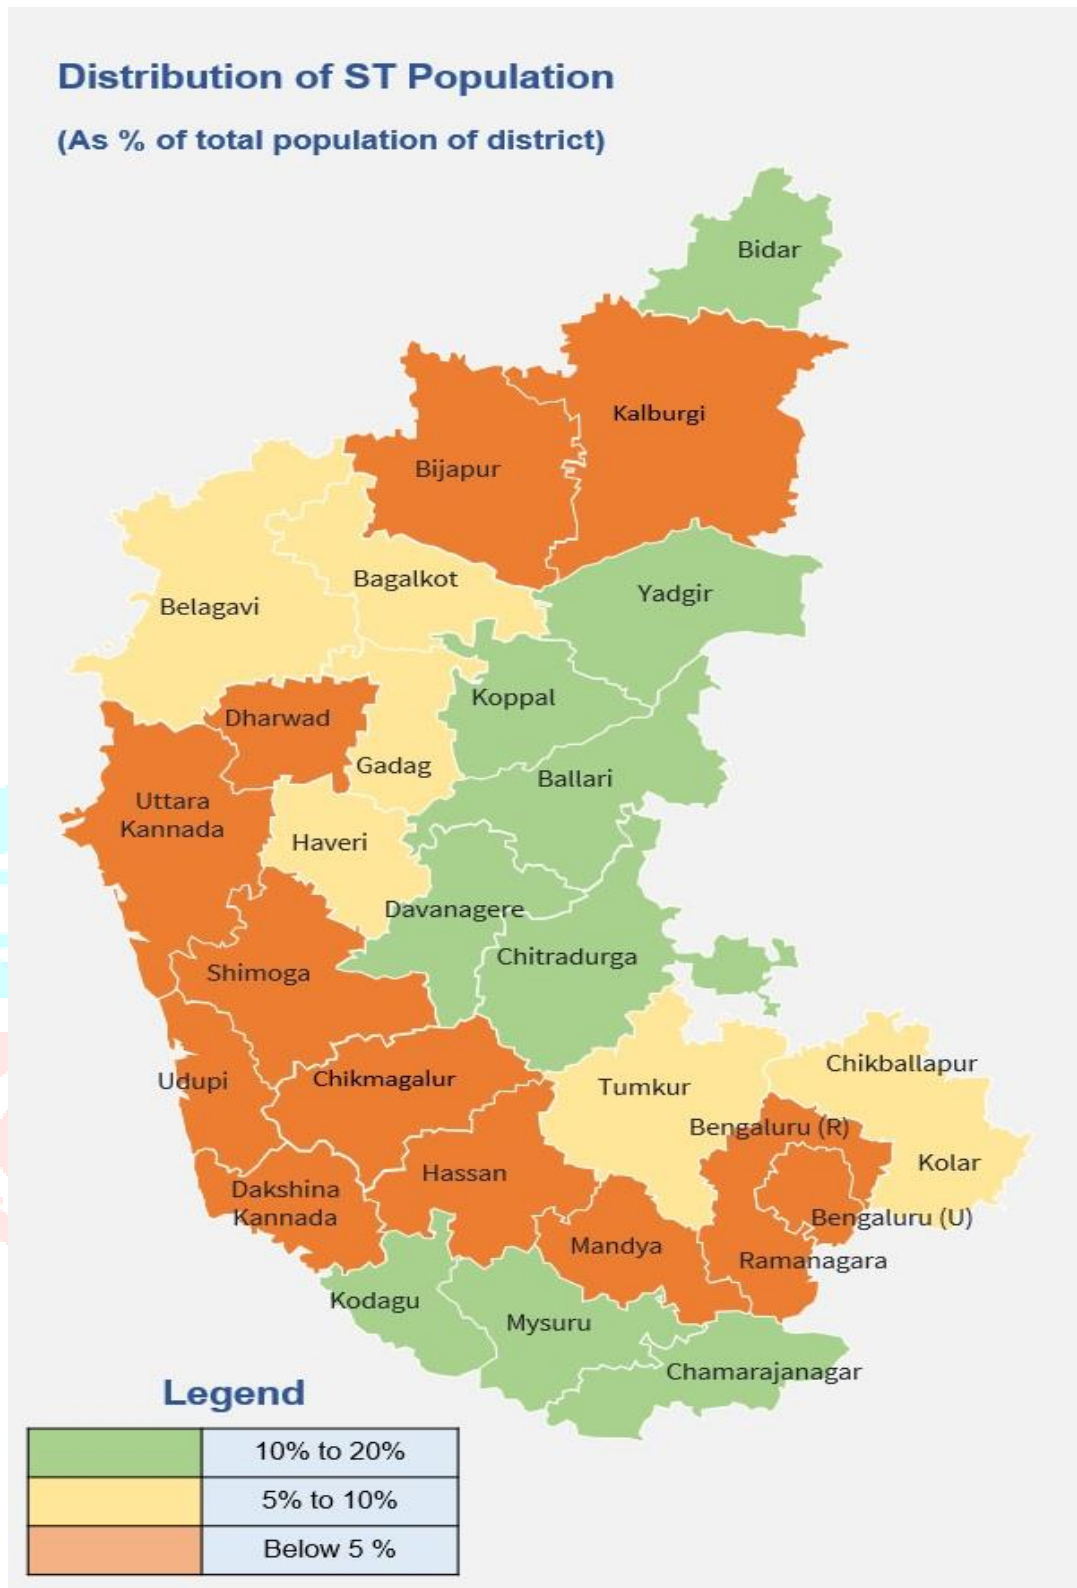 Distribution of ST Population
(As % of total population of district)
Bidar
Kalburgi
Bijapur
Bagalkot
Belagavi
Yadgir
Koppal
Dharwad
Gadag
Ballari
Uttara
Kannada
Haveri
Davanagere
Chitradurga
Shimoga
Chikballapur
Udupi
Chikmagalur
Tumkur
Bengaluru (R)
Kolar
Hassan
Dakshina
Kannada
Bengaluru (U)
Mandya
Ramanagara
Kodagu
Mysuru
Chamarajanagar
Legend
10% to 20%
5% to 10%
Below 5 %